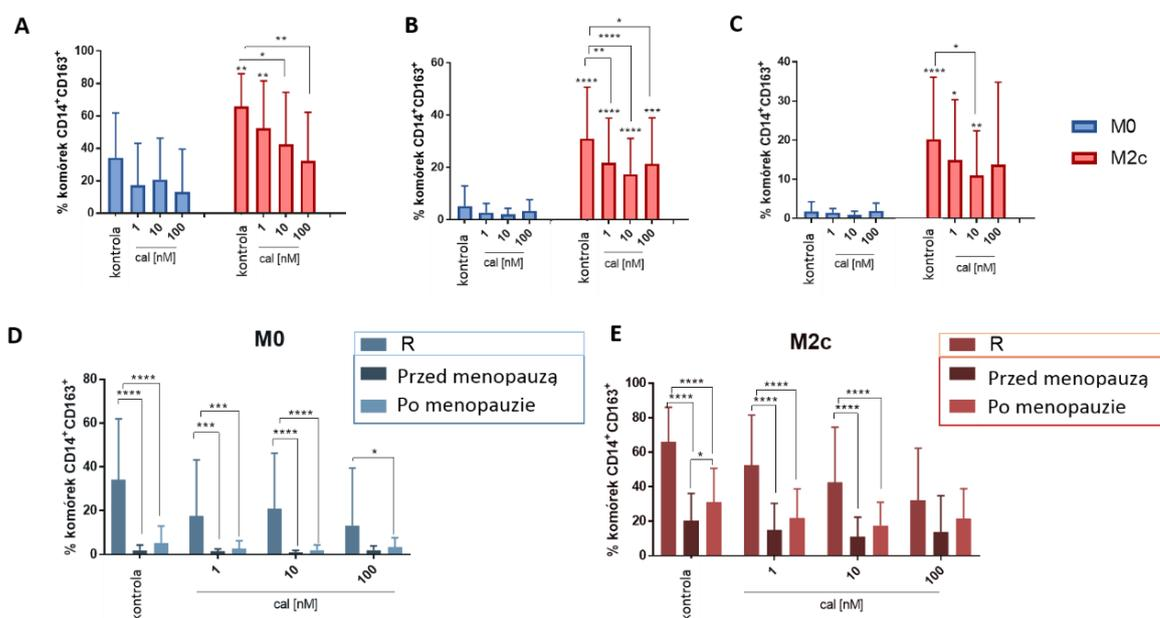 A
% komórek CD14+CD163+
100
80
60
40
20
0
** *
** **
kontrola 1 10 100 kontrola 1 10 100
cal [nM] cal [nM]
B
% komórek CD14+CD163+
60
40
20
0
*
****
**
**** **** **** ***
kontrola 1 10 100 kontrola 1 10 100
cal [nM] cal [nM]
C
% komórek CD14+CD163+
40
30
20
10
0
*
**** * **
kontrola 1 10 100 kontrola 1 10 100
cal [nM] cal [nM]
M0
M2c
D
M0
R
Przed menopauzą
Po menopauzie
% komórek CD14+CD163+
80
60
40
20
0
**** *** **** *
**** *** ****
kontrola 1 10 100
cal [nM]
E
M2c
R
Przed menopauzą
Po menopauzie
% komórek CD14+CD163+
100
80
60
40
20
0
**** **** ****
**** **** ****
*
kontrola 1 10 100
cal [nM]